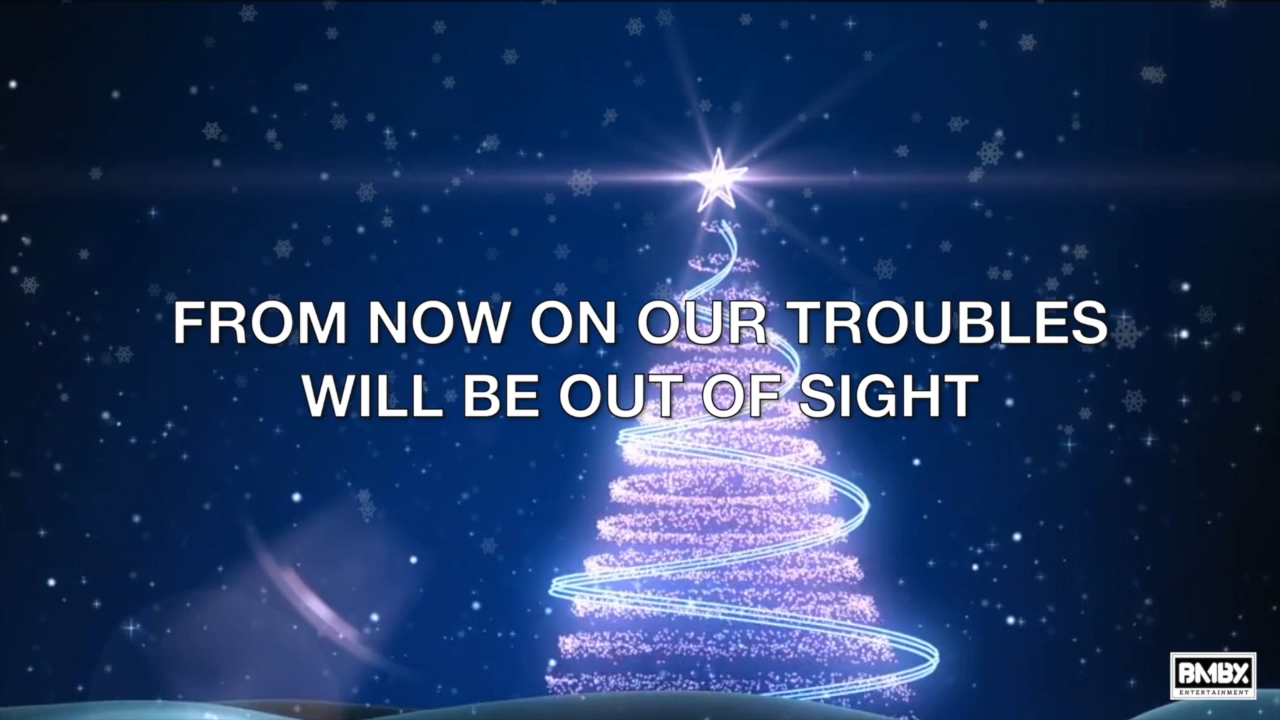 FROM NOW ON OUR TROUBLES
WILL BE OUT OF SIGHT
BMBX
ENTERTAINMENT